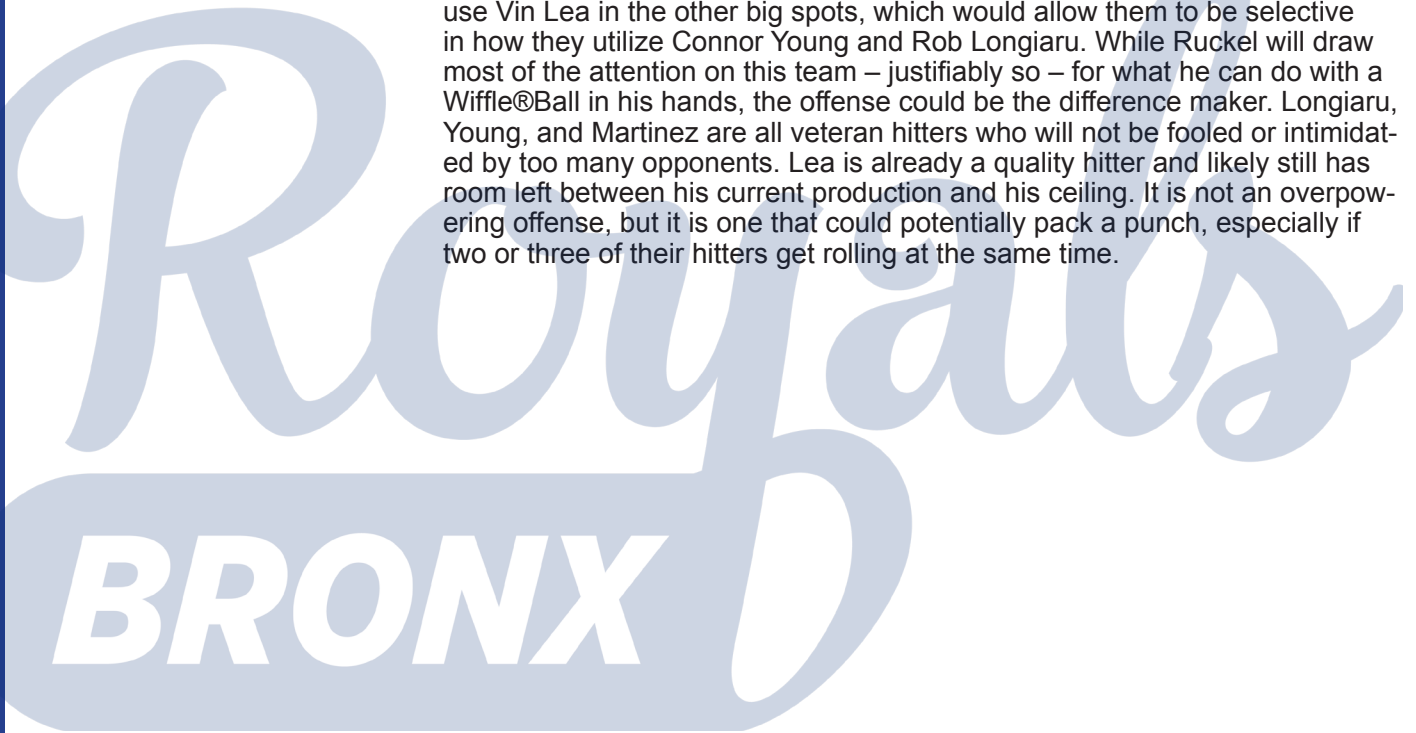 use Vin Lea in the other big spots, which would allow them to be selective
in how they utilize Connor Young and Rob Longiaru. While Ruckel will draw
most of the attention on this team – justifiably so – for what he can do with a
Wiffle®Ball in his hands, the offense could be the difference maker. Longiaru,
Young, and Martinez are all veteran hitters who will not be fooled or intimidat-
ed by too many opponents. Lea is already a quality hitter and likely still has
room left between his current production and his ceiling. It is not an overpow-
ering offense, but it is one that could potentially pack a punch, especially if
two or three of their hitters get rolling at the same time.
Royals
BRONX